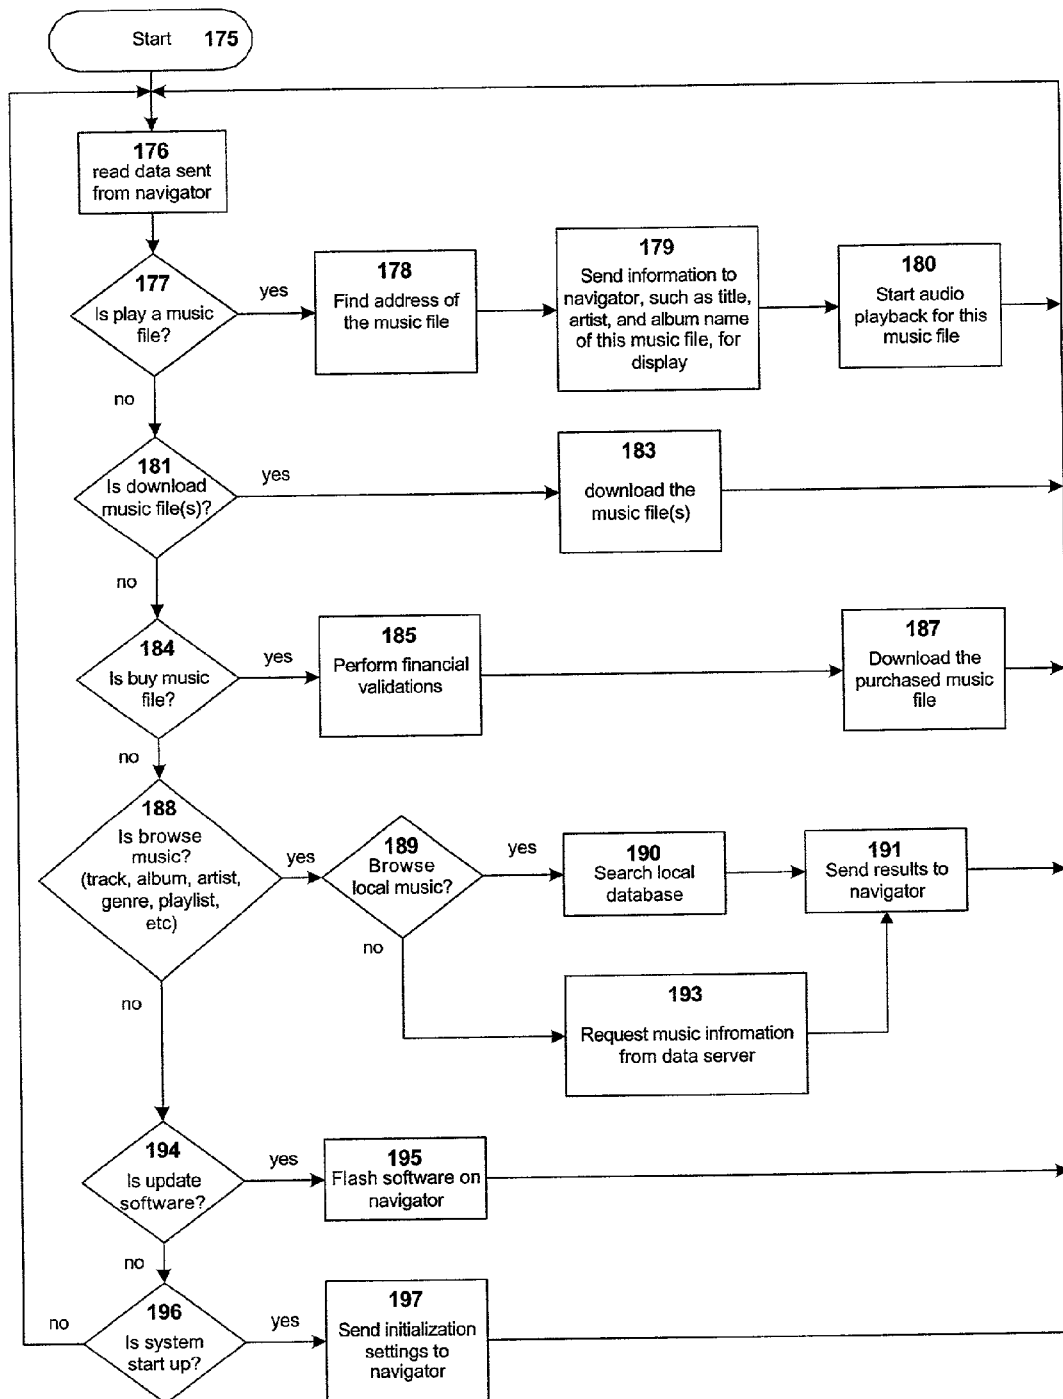 Start 175
176
read data sent
from navigator
177
Is play a music
file?
yes
178
Find address of
the music file
179
Send information to
navigator, such as title,
artist, and album name
of this music file, for
display
180
Start audio
playback for this
music file
no
181
Is download
music file(s)?
yes
183
download the
music file(s)
no
184
Is buy music
file?
yes
185
Perform financial
validations
187
Download the
purchased music
file
no
188
Is browse
music?
(track, album, artist,
genre, playlist,
etc)
yes
189
Browse
local music?
yes
190
Search local
database
191
Send results to
navigator
no
193
Request music infromation
from data server
no
194
Is update
software?
yes
195
Flash software on
navigator
no
196
Is system
start up?
no
yes
197
Send initialization
settings to
navigator